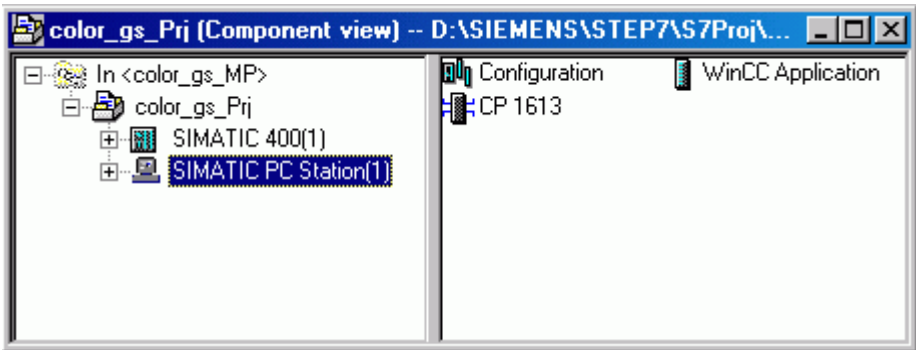 color_gs_Prj (Component view) -- D:\SIEMENS\STEP7\S7Proj\...
In <color_gs_MP>
color_gs_Prj
SIMATIC 400(1)
SIMATIC PC Station(1)
Configuration
WinCC Application
CP 1613